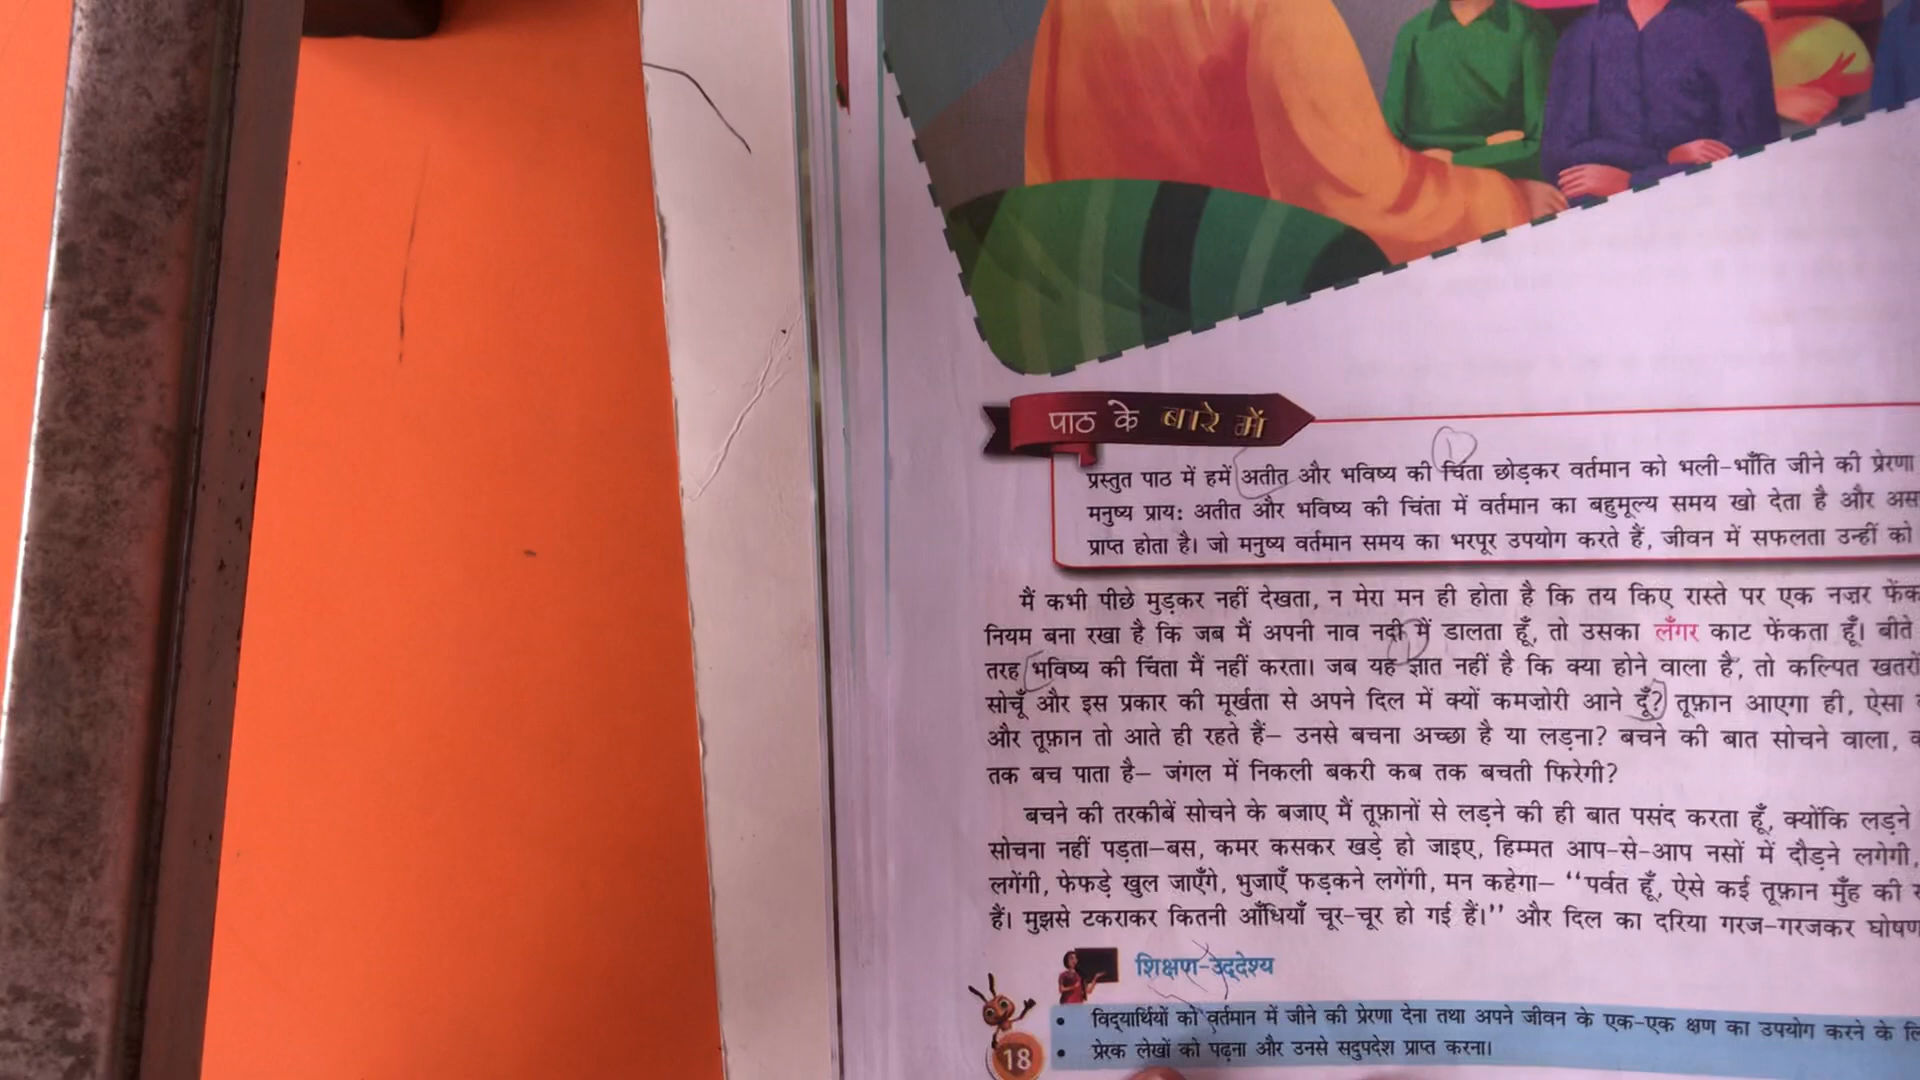 पाठ के बारे में
प्रस्तुत पाठ में हमें अतीत और भविष्य की चिंता छोड़कर वर्तमान को भली-भाँति जीने की प्रेरणा
मनुष्य प्राय: अतीत और भविष्य की चिंता में वर्तमान का बहुमूल्य समय खो देता है और
प्राप्त होता है। जो मनुष्य वर्तमान समय का भरपूर उपयोग करते हैं, जीवन में सफलता उन्हीं को
मैं कभी पीछे मुड़कर नहीं देखता, न मेरा मन ही होता है कि तय किए रास्ते पर एक नज़र
नियम बना रखा है कि जब मैं अपनी नाव नदी में डालता हूँ, तो उसका लँगर काट फेंकता हूँ। बीते
तरह भविष्य की चिंता मैं नहीं करता। जब यह ज्ञात नहीं है कि क्या होने वाला है, तो कल्पित
सोचूँ और इस प्रकार की मूर्खता से अपने दिल में क्यों कमज़ोरी आने दूँ? तूफ़ान आएगा ही, ऐसा
और तूफ़ान तो आते ही रहते हैं– उनसे बचना अच्छा है या लड़ना? बचने की बात सोचने वाला,
तक बच पाता है– जंगल में निकली बकरी कब तक बचती फिरेगी?
बचने की तरकीबें सोचने के बजाए मैं तूफ़ानों से लड़ने की ही बात पसंद करता हूँ, क्योंकि लड़ने
सोचना नहीं पड़ता–बस, कमर कसकर खड़े हो जाइए, हिम्मत आप-से-आप नसों में दौड़ने लगेगी,
लगेंगी, फेफड़े खुल जाएँगे, भुजाएँ फड़कने लगेंगी, मन कहेगा– ‘‘पर्वत हूँ, ऐसे कई तूफ़ान मुँह की
हैं। मुझसे टकराकर कितनी आँधियाँ चूर-चूर हो गई हैं।’’ और दिल का दरिया गरज-गरजकर
शिक्षण-उद्देश्य
• विद्यार्थियों को वर्तमान में जीने की प्रेरणा देना तथा अपने जीवन के एक-एक क्षण का उपयोग करने के
• प्रेरक लेखों को पढ़ना और उनसे सदुपदेश प्राप्त करना।
18